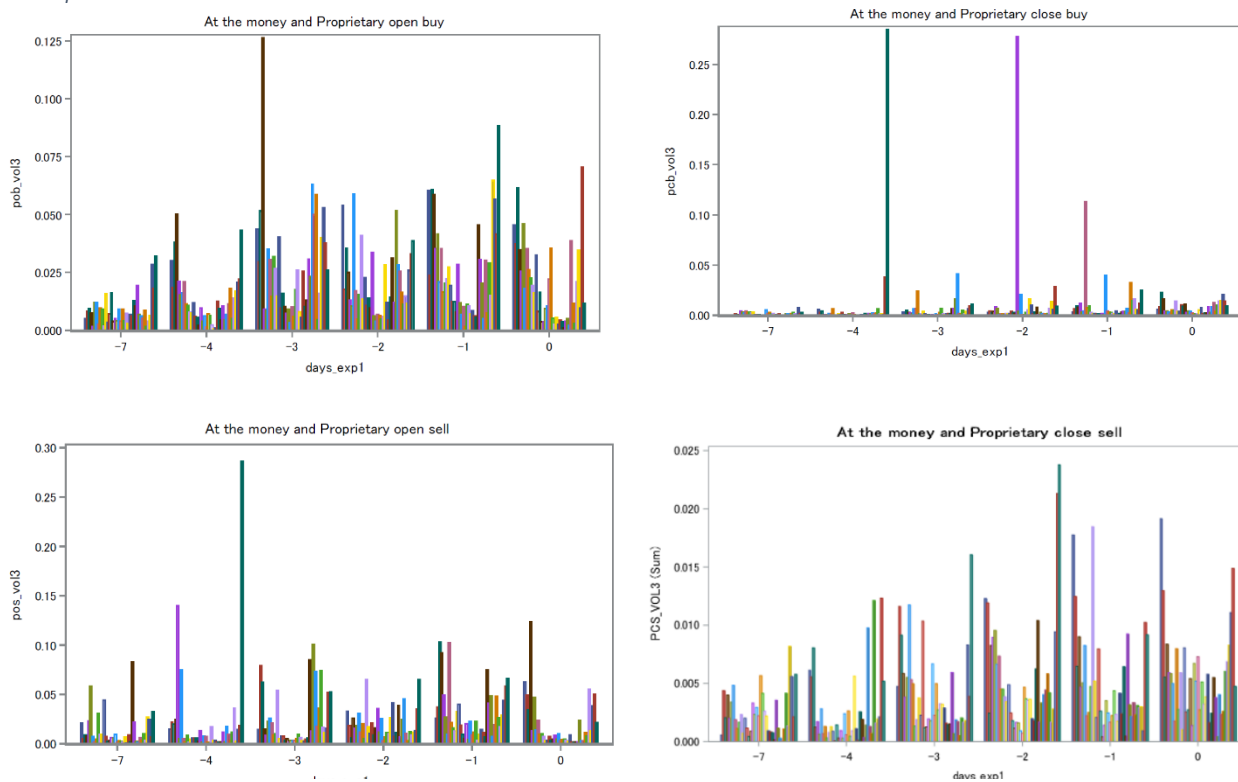 At the money and Proprietary open buy
0.125
0.100
0.075
0.050
0.025
0.000
pob_vol3
-7 -4 -3 -2 -1 0
days_exp1
At the money and Proprietary close buy
0.25
0.20
0.15
0.10
0.05
0.00
pcb_vol3
-7 -4 -3 -2 -1 0
days_exp1
At the money and Proprietary open sell
0.30
0.25
0.20
0.15
0.10
0.05
0.00
pos_vol3
-7 -4 -3 -2 -1 0
At the money and Proprietary close sell
0.025
0.020
0.015
0.010
0.005
0.000
PCS_VOL3 (Sum)
-7 -4 -3 -2 -1 0
days_exp1